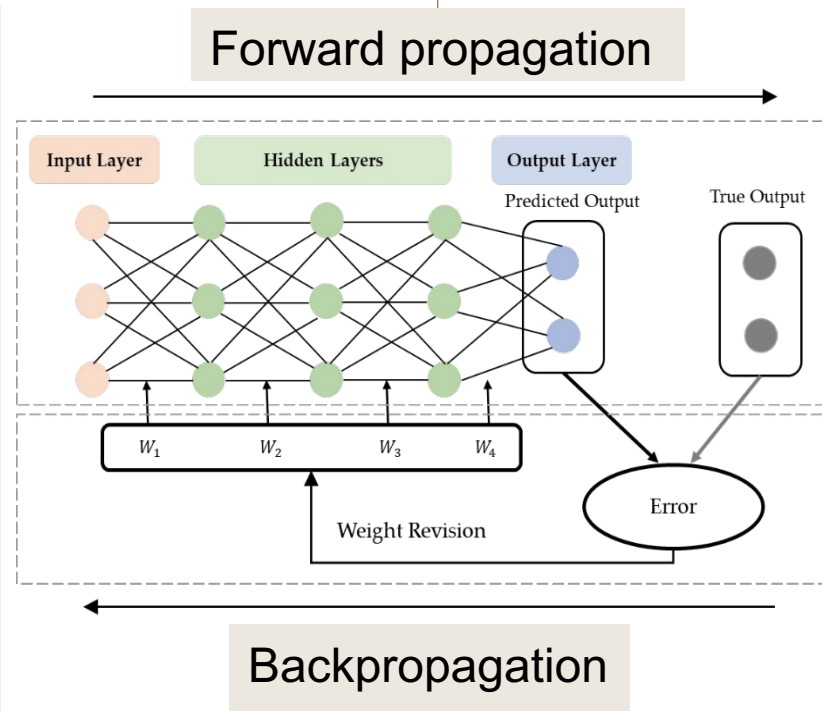 Forward propagation
Input Layer
Hidden Layers
Output Layer
Predicted Output
True Output
W₁
W₂
W₃
W₄
Error
Weight Revision
Backpropagation